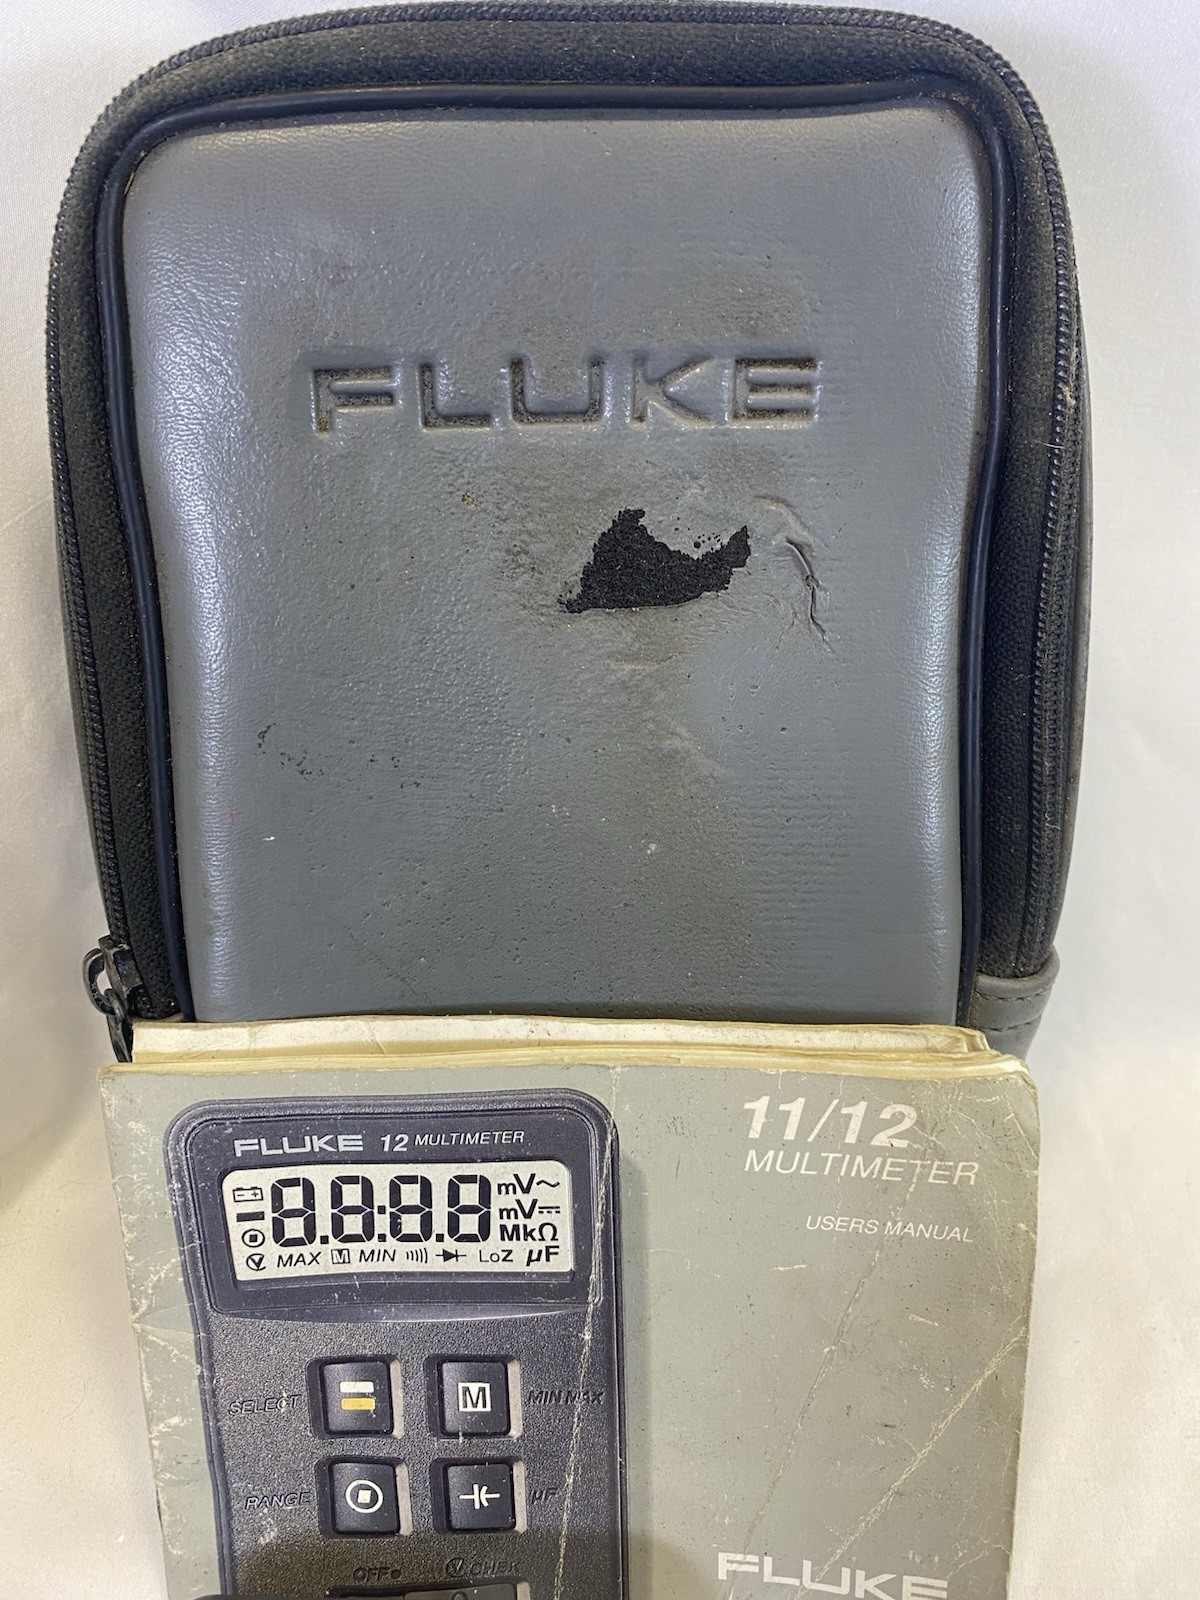 FLUKE
11/12
MULTIMETER
USERS MANUAL
FLUKE 12 MULTIMETER
8.8:8.8
mV~
mV
MkΩ
MAX M MIN LoZ µF
SELECT
M
MIN MAX
RANGE
µF
OFF
V CHEK
FLUKE